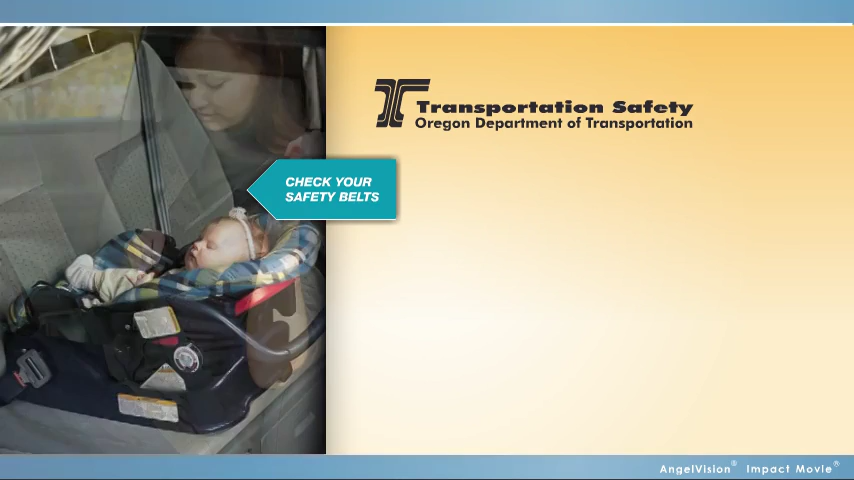 Transportation Safety
Oregon Department of Transportation
CHECK YOUR
SAFETY BELTS
AngelVision® Impact Movie®